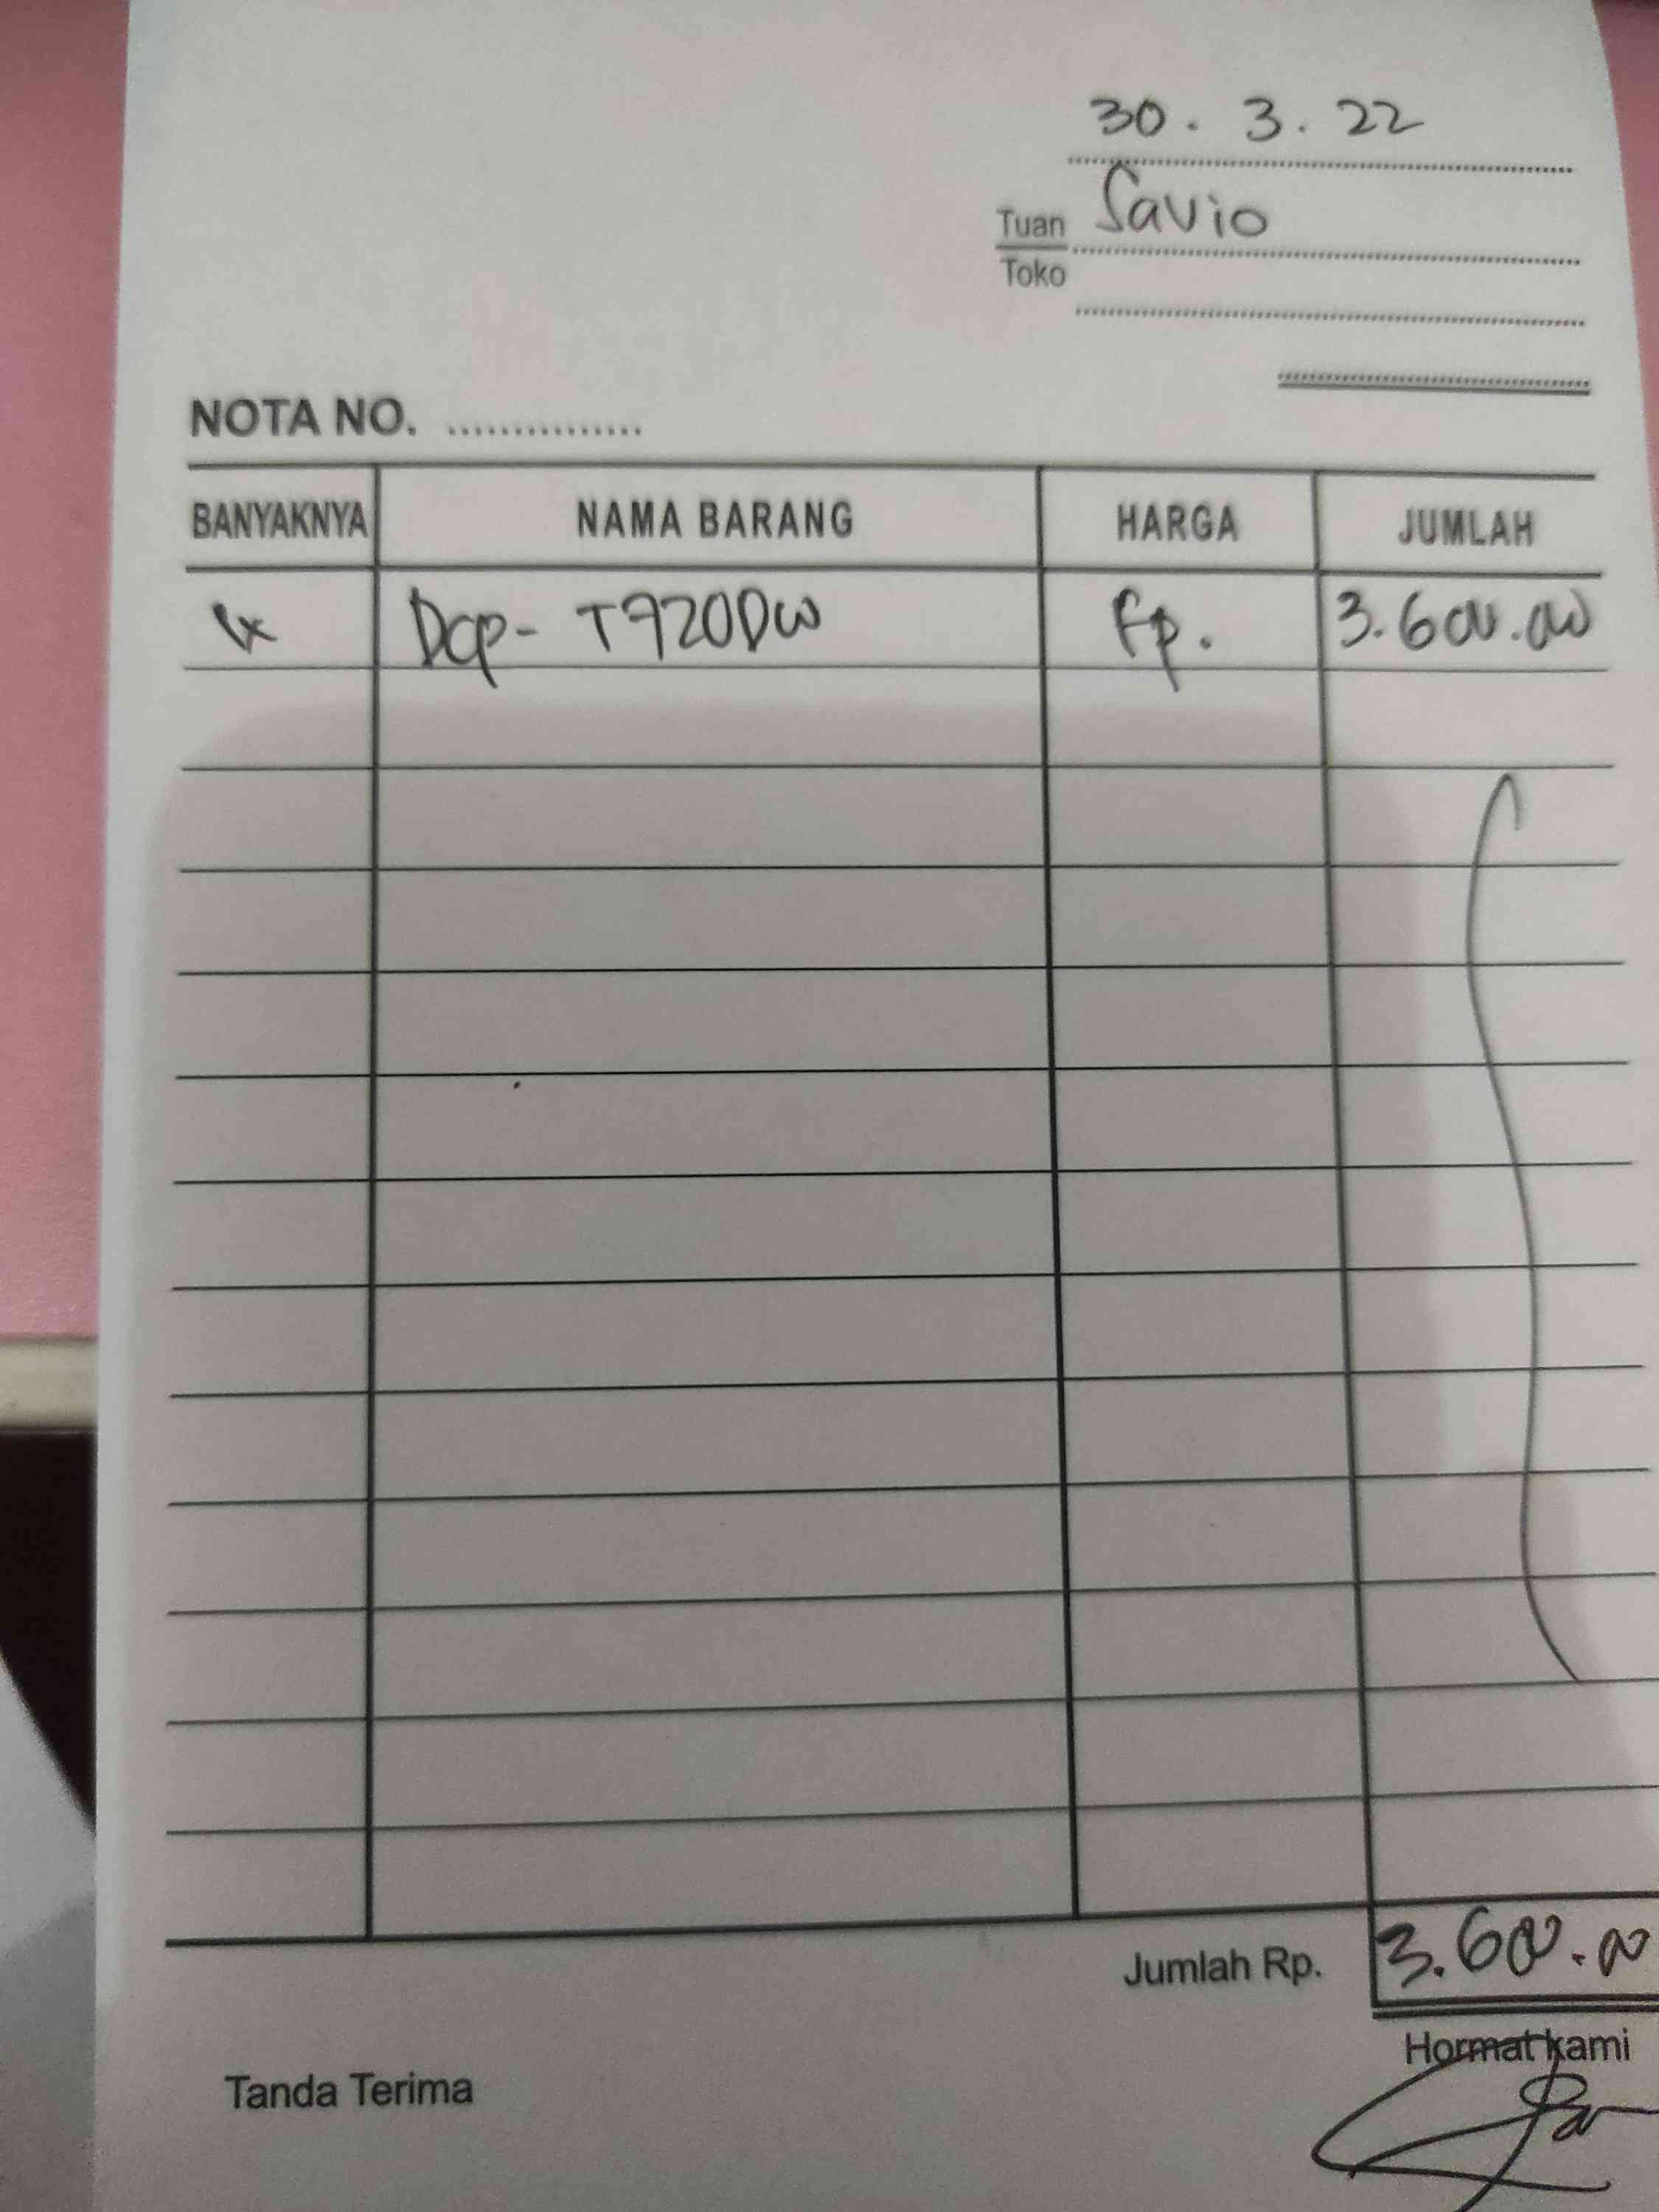 30 . 3 . 22
Tuan Savio
Toko
NOTA NO. ...............
BANYAKNYA NAMA BARANG HARGA JUMLAH
1x Dcp- T720DW Rp. 3.600.000
Jumlah Rp. 3.600.000
Hormat kami
Tanda Terima